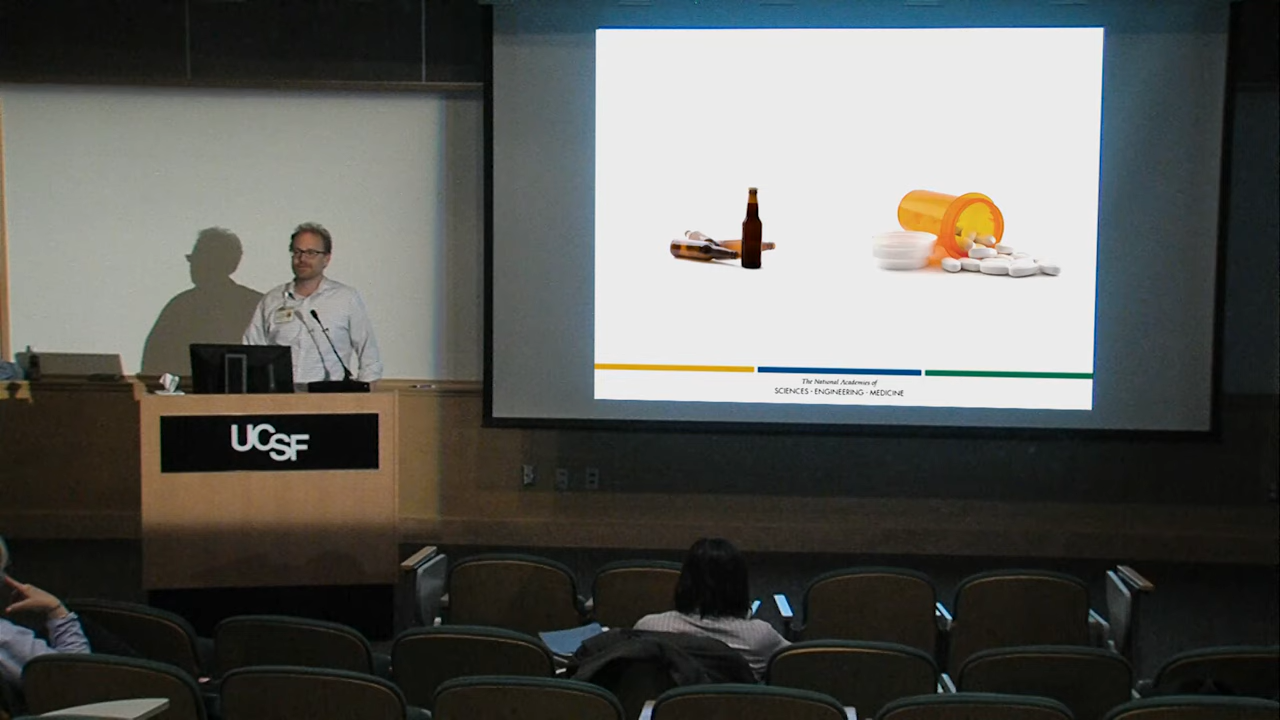 The National Academies of
SCIENCES · ENGINEERING · MEDICINE
UCSF